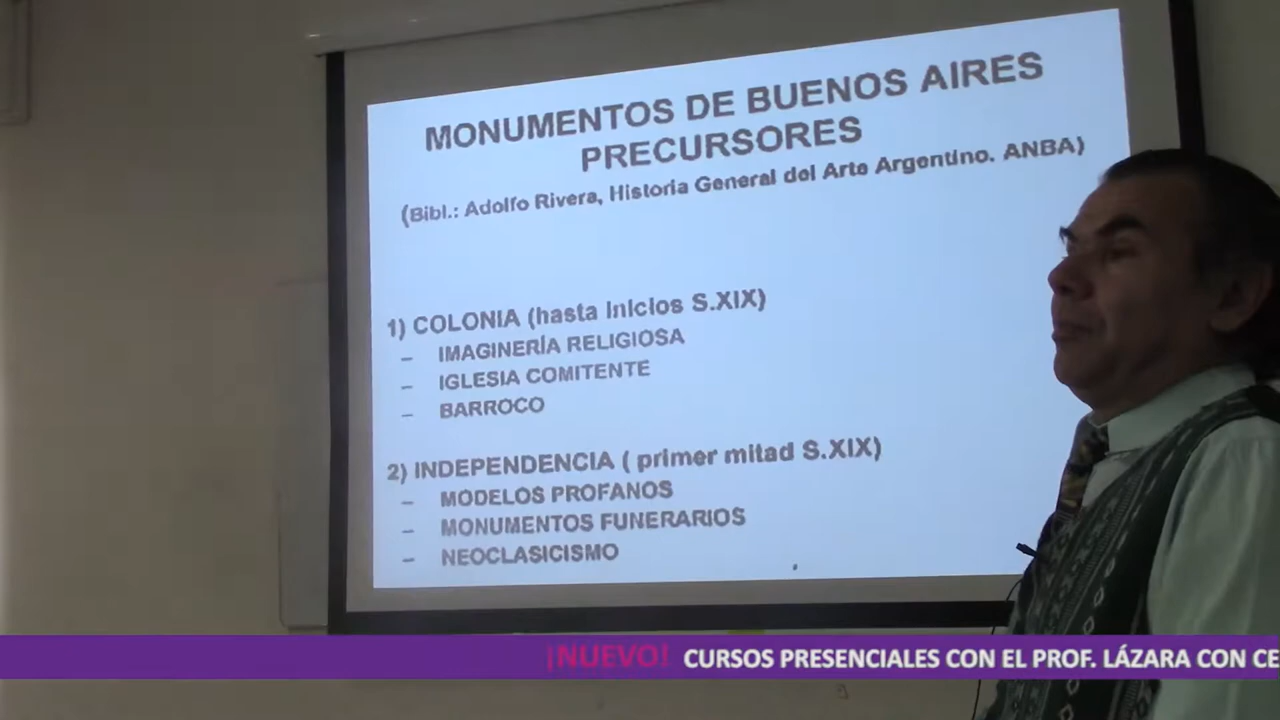 MONUMENTOS DE BUENOS AIRES
PRECURSORES
(Bibl.: Adolfo Rivera, Historia General del Arte Argentino. ANBA)
1) COLONIA (hasta inicios S.XIX)
– IMAGINERÍA RELIGIOSA
– IGLESIA COMITENTE
– BARROCO
2) INDEPENDENCIA ( primer mitad S.XIX)
– MODELOS PROFANOS
– MONUMENTOS FUNERARIOS
– NEOCLASICISMO
¡NUEVO! CURSOS PRESENCIALES CON EL PROF. LÁZARA CON CE